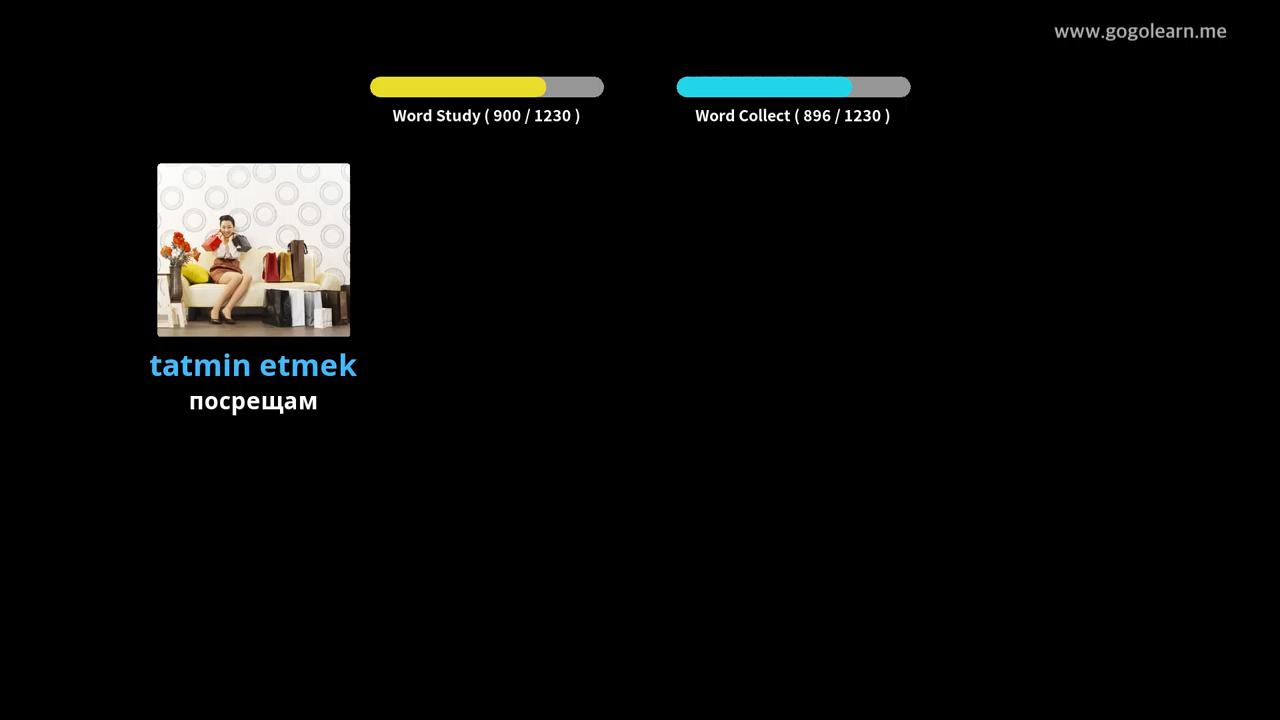 www.gogolearn.me
Word Study ( 900 / 1230 )
Word Collect ( 896 / 1230 )
tatmin etmek
посрещам